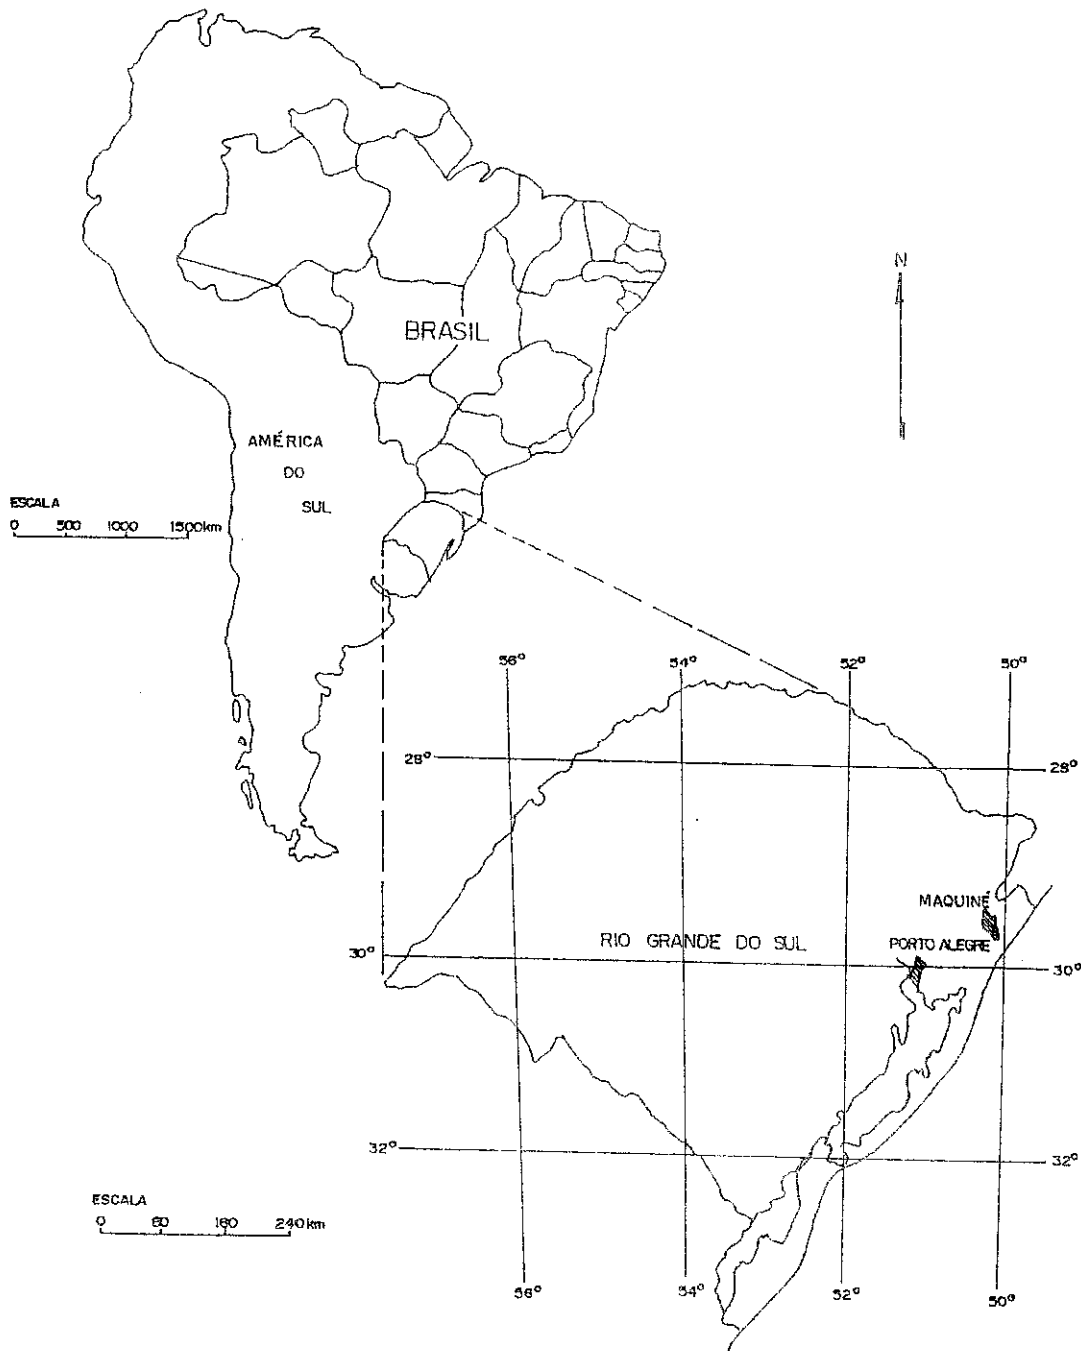 N
BRASIL
AMÉRICA
DO
SUL
ESCALA
0 500 1000 1500km
56° 54° 52° 50°
28° 28°
MAQUINÉ
RIO GRANDE DO SUL
PORTO ALEGRE
30° 30°
32° 32°
ESCALA
0 80 160 240km
56° 54° 52° 50°